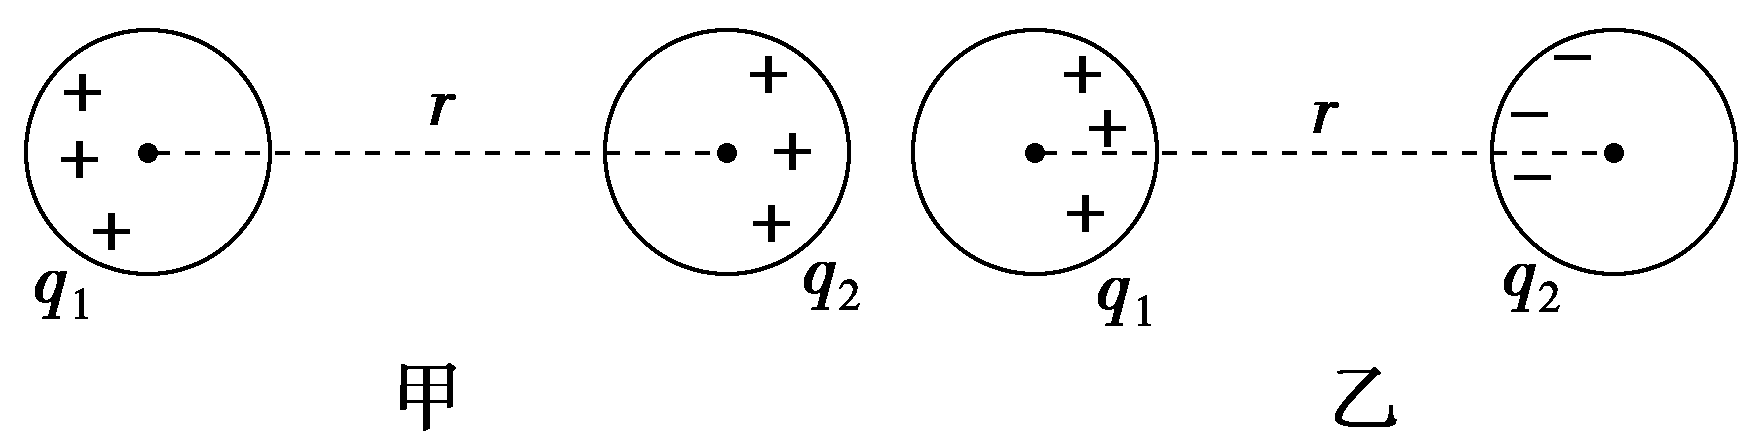 r r
q₁ q₂ q₁ q₂
甲 乙